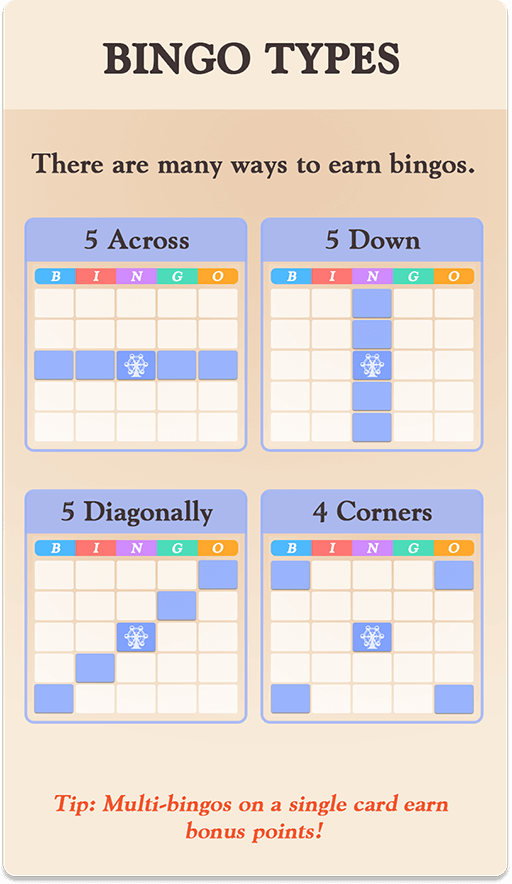 BINGO TYPES
There are many ways to earn bingos.
5 Across
5 Down
B I N G O
B I N G O
5 Diagonally
4 Corners
B I N G O
B I N G O
Tip: Multi-bingos on a single card earn
bonus points!